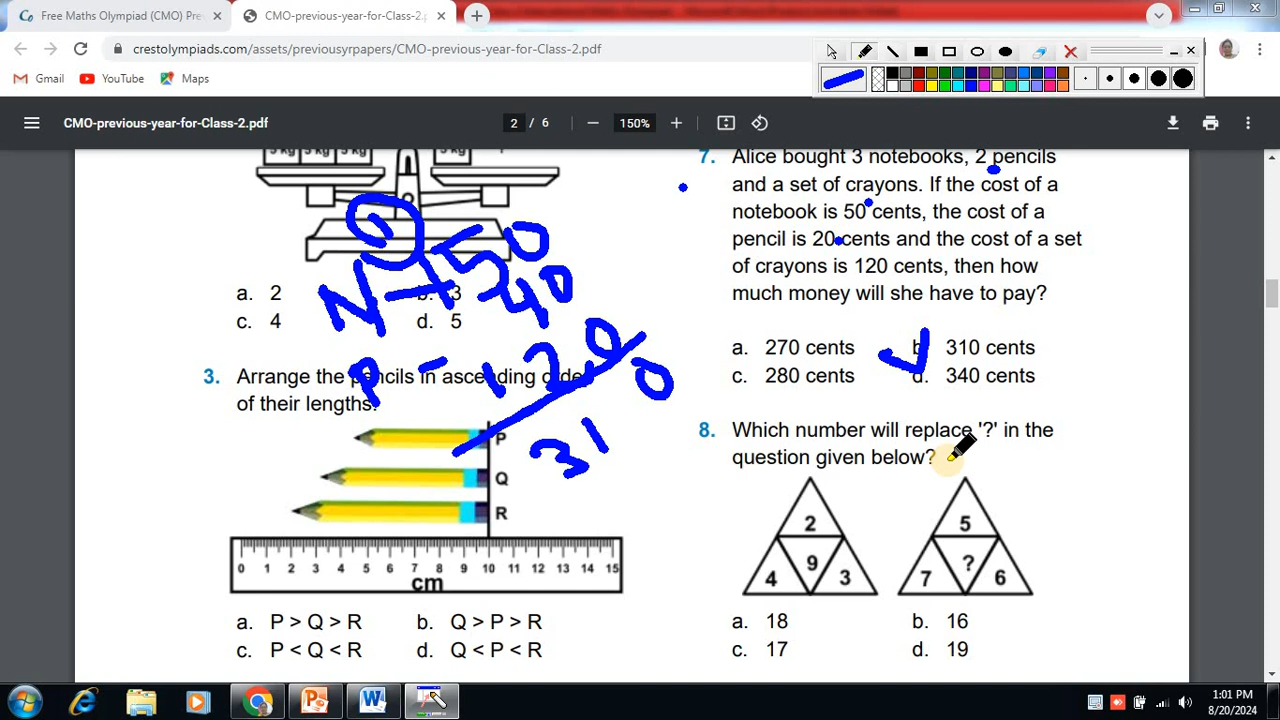 Free Maths Olympiad (CMO) Pre
CMO-previous-year-for-Class-2.p
crestolympiads.com/assets/previousyrpapers/CMO-previous-year-for-Class-2.pdf
Gmail
YouTube
Maps
CMO-previous-year-for-Class-2.pdf
2 / 6
150%
a. 2
b. 3
c. 4
d. 5
3. Arrange the pencils in ascending order
of their lengths.
P
Q
R
0 1 2 3 4 5 6 7 8 9 10 11 12 13 14 15
cm
a. P > Q > R
b. Q > P > R
c. P < Q < R
d. Q < P < R
N 150
40
P - 120
310
7. Alice bought 3 notebooks, 2 pencils
and a set of crayons. If the cost of a
notebook is 50 cents, the cost of a
pencil is 20 cents and the cost of a set
of crayons is 120 cents, then how
much money will she have to pay?
a. 270 cents
b. 310 cents
c. 280 cents
d. 340 cents
8. Which number will replace '?' in the
question given below?
2
4 9 3
5
7 ? 6
a. 18
b. 16
c. 17
d. 19
1:01 PM
8/20/2024